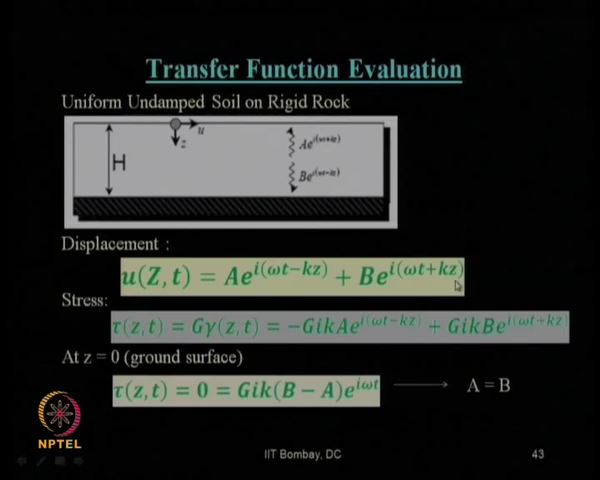 Transfer Function Evaluation
Uniform Undamped Soil on Rigid Rock
u
z
H
Ae^{i(ωt+kz)}
Be^{i(ωt-kz)}
Displacement :
u(Z, t) = Ae^{i(ωt−kz)} + Be^{i(ωt+kz)}
Stress:
τ(z, t) = Gγ(z, t) = −GikAe^{i(ωt−kz)} + GikBe^{i(ωt+kz)}
At z = 0 (ground surface)
τ(z, t) = 0 = Gik(B − A)e^{iωt} ⟶ A = B
NPTEL
IIT Bombay, DC
43